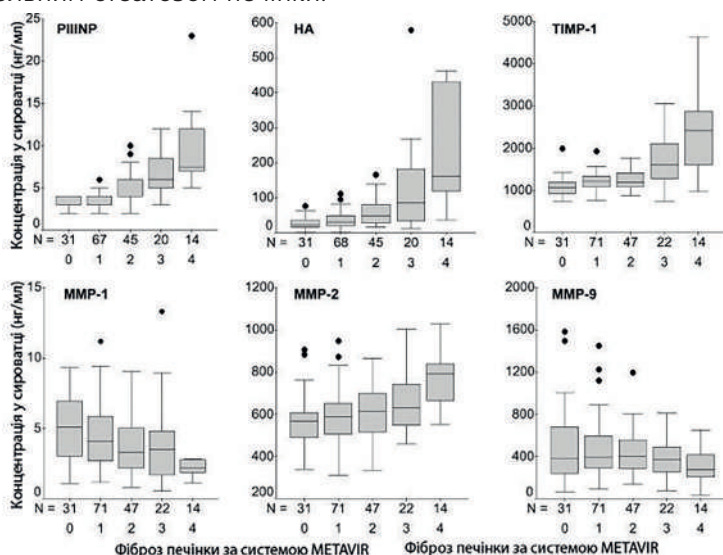 PIIINP HA TIMP-1
Концентрація у сироватці (нг/мл)
25 600 5000
20 500 4000
15 400 3000
10 300 2000
5 200 1000
0 100 0
0
N = 31 67 45 20 14 N = 31 68 45 20 14 N = 31 71 47 22 14
0 1 2 3 4 0 1 2 3 4 0 1 2 3 4
MMP-1 MMP-2 MMP-9
Концентрація у сироватці (нг/мл)
15 1200 2000
10 1000 1600
5 800 1200
0 600 800
400 400
200 0
N = 31 71 47 22 14 N = 31 71 47 22 14 N = 31 71 47 22 14
0 1 2 3 4 0 1 2 3 4 0 1 2 3 4
Фіброз печінки за системою METAVIR Фіброз печінки за системою METAVIR